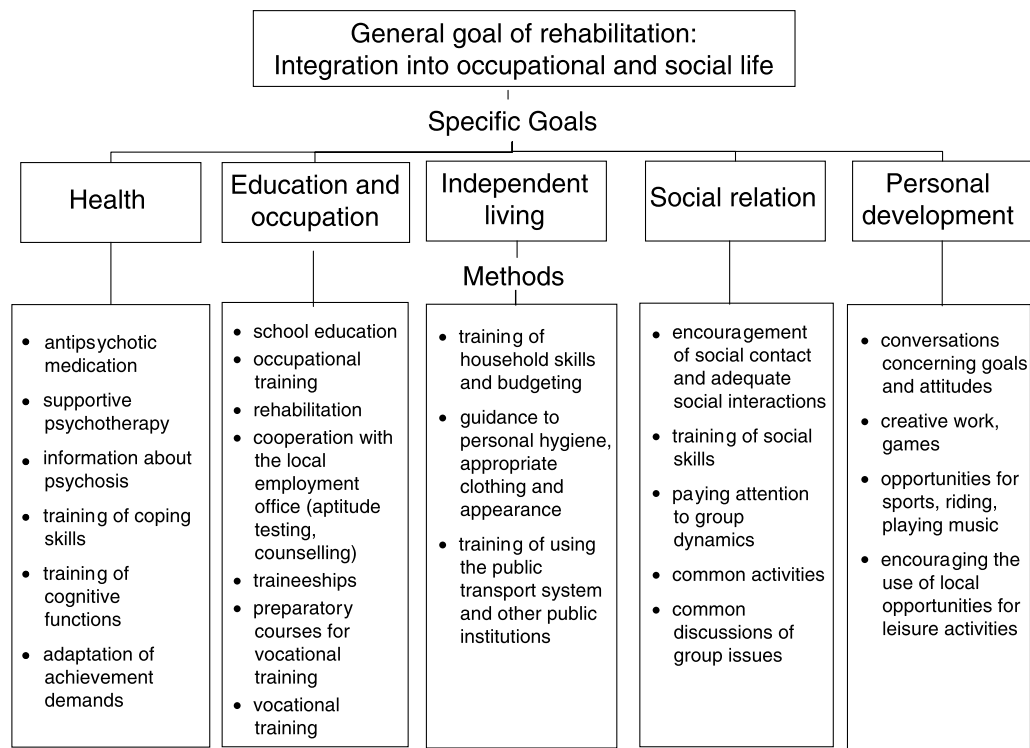 General goal of rehabilitation:
Integration into occupational and social life
Specific Goals
Health
Education and
occupation
Independent
living
Social relation
Personal
development
Methods
• antipsychotic
medication
• supportive
psychotherapy
• information about
psychosis
• training of coping
skills
• training of
cognitive
functions
• adaptation of
achievement
demands
• school education
• occupational
training
• rehabilitation
• cooperation with
the local
employment
office (aptitude
testing,
counselling)
• traineeships
• preparatory
courses for
vocational
training
• vocational
training
• training of
household skills
and budgeting
• guidance to
personal hygiene,
appropriate
clothing and
appearance
• training of using
the public
transport system
and other public
institutions
• encouragement
of social contact
and adequate
social interactions
• training of social
skills
• paying attention
to group
dynamics
• common activities
• common
discussions of
group issues
• conversations
concerning goals
and attitudes
• creative work,
games
• opportunities for
sports, riding,
playing music
• encouraging the
use of local
opportunities for
leisure activities